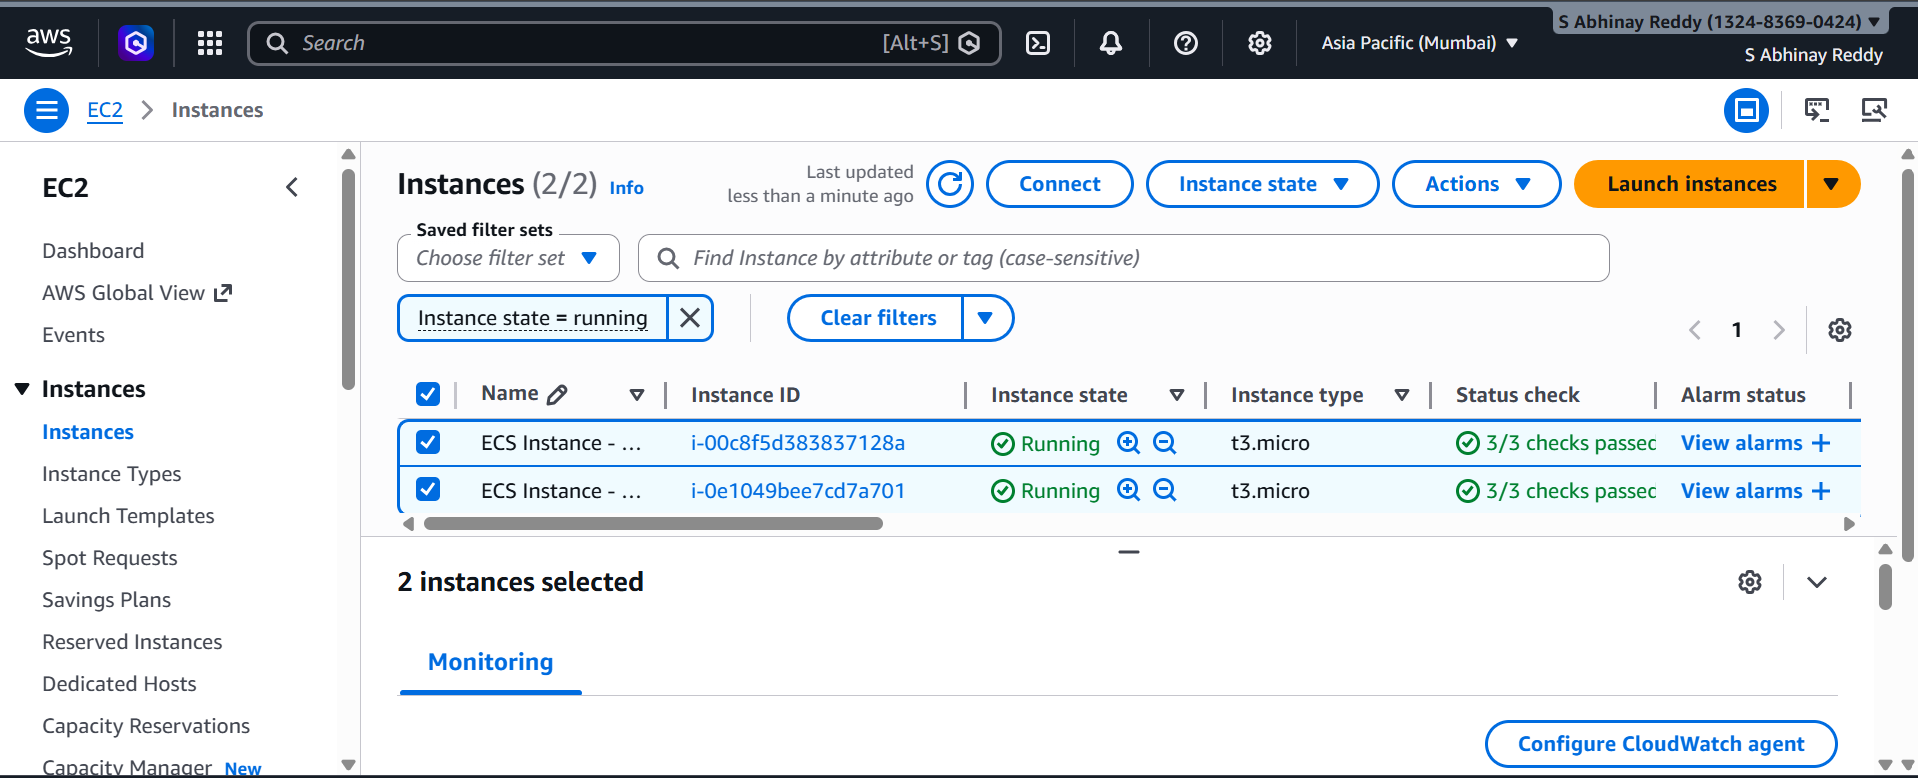 aws
Search [Alt+S]
Asia Pacific (Mumbai)
S Abhinay Reddy (1324-8369-0424)
S Abhinay Reddy
EC2 Instances
EC2
Dashboard
AWS Global View
Events
Instances
Instances
Instance Types
Launch Templates
Spot Requests
Savings Plans
Reserved Instances
Dedicated Hosts
Capacity Reservations
Capacity Manager New
Instances (2/2) Info
Last updated
less than a minute ago
Connect
Instance state
Actions
Launch instances
Saved filter sets
Choose filter set
Find Instance by attribute or tag (case-sensitive)
Instance state = running
Clear filters
1
Name Instance ID Instance state Instance type Status check Alarm status
ECS Instance - ... i-00c8f5d383837128a Running t3.micro 3/3 checks passed View alarms +
ECS Instance - ... i-0e1049bee7cd7a701 Running t3.micro 3/3 checks passed View alarms +
2 instances selected
Monitoring
Configure CloudWatch agent